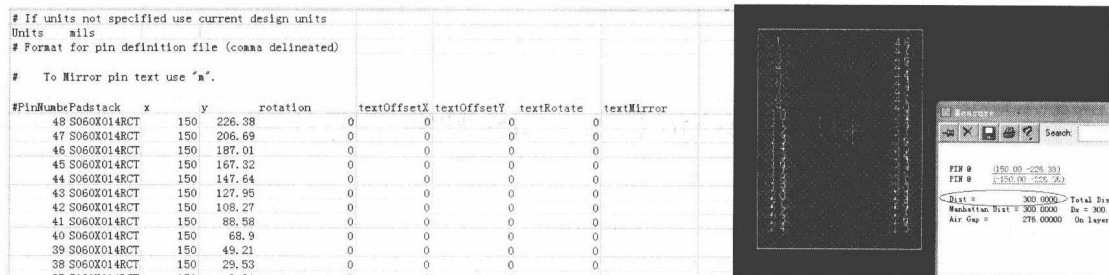 # If units not specified use current design units
Units mils
# Format for pin definition file (comma delineated)
# To Mirror pin text use "m".
#PinNumbe Padstack x y rotation textOffsetX textOffsetY textRotate textMirror
48 S060X014RCT 150 226.38 0 0 0 0
47 S060X014RCT 150 206.69 0 0 0 0
46 S060X014RCT 150 187.01 0 0 0 0
45 S060X014RCT 150 167.32 0 0 0 0
44 S060X014RCT 150 147.64 0 0 0 0
43 S060X014RCT 150 127.95 0 0 0 0
42 S060X014RCT 150 108.27 0 0 0 0
41 S060X014RCT 150 88.58 0 0 0 0
40 S060X014RCT 150 68.9 0 0 0 0
39 S060X014RCT 150 49.21 0 0 0 0
38 S060X014RCT 150 29.53 0 0 0 0
Measure
Search:
PIN @ (150.00 -226.38)
PIN @
Dist = 300.0000 Total Dis
Manhattan Dist = 300.0000 Dx = 300.
Air Gap = 276.00000 On layer